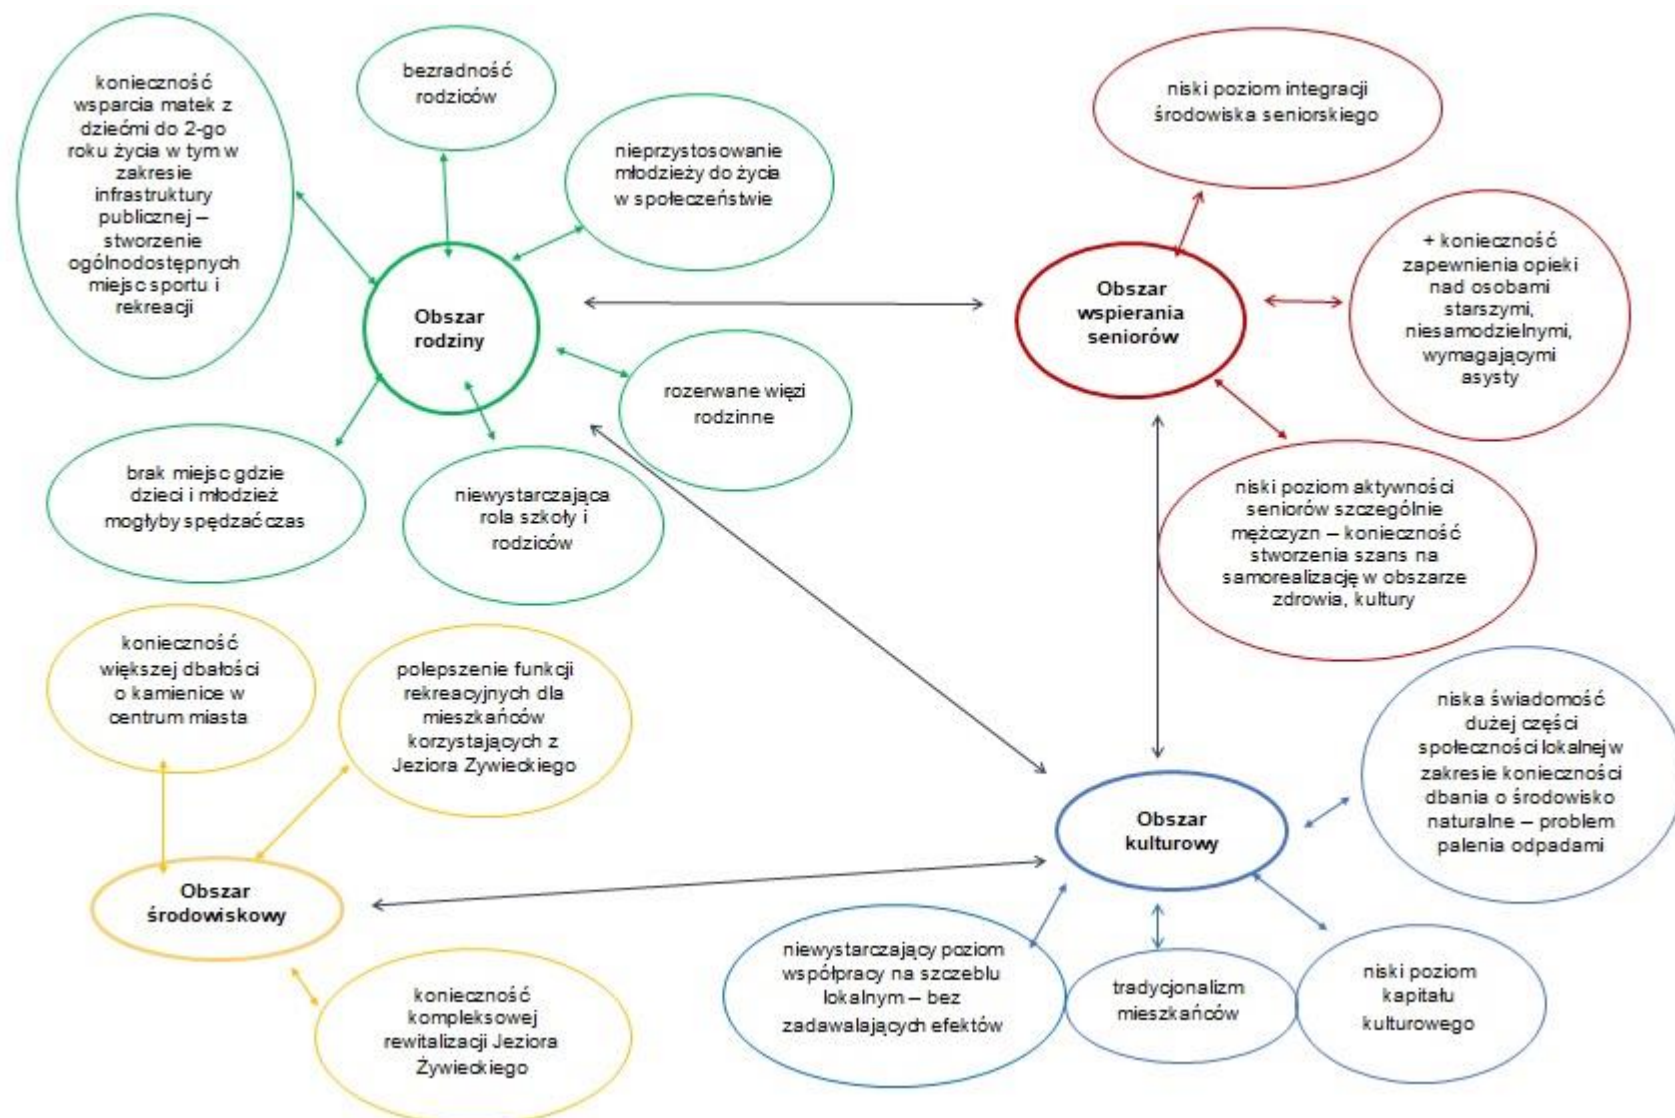 konieczność
wsparcia matek z
dziećmi do 2-go
roku życia w tym w
zakresie
infrastruktury
publicznej –
stworzenie
ogólnodostępnych
miejsc sportu i
rekreacji
bezradność
rodziców
nieprzystosowanie
młodzieży do życia
w społeczeństwie
Obszar
rodziny
rozerwane więzi
rodzinne
brak miejsc gdzie
dzieci i młodzież
mogłyby spędzać czas
niewystarczająca
rola szkoły i
rodziców
niski poziom integracji
środowiska seniorskiego
Obszar
wspierania
seniorów
+ konieczność
zapewnienia opieki
nad osobami
starszymi,
niesamodzielnymi,
wymagającymi
asysty
niski poziom aktywności
seniorów szczególnie
mężczyzn – konieczność
stworzenia szans na
samorealizację w obszarze
zdrowia, kultury
konieczność
większej dbałości
o kamienice w
centrum miasta
polepszenie funkcji
rekreacyjnych dla
mieszkańców
korzystających z
Jeziora Zywieckiego
Obszar
środowiskowy
konieczność
kompleksowej
rewitalizacji Jeziora
Żywieckiego
Obszar
kulturowy
niska świadomość
dużej części
społeczności lokalnej w
zakresie konieczności
dbania o środowisko
naturalne – problem
palenia odpadami
niewystarczający poziom
współpracy na szczeblu
lokalnym – bez
zadawalających efektów
tradycjonalizm
mieszkańców
niski poziom
kapitału
kulturowego